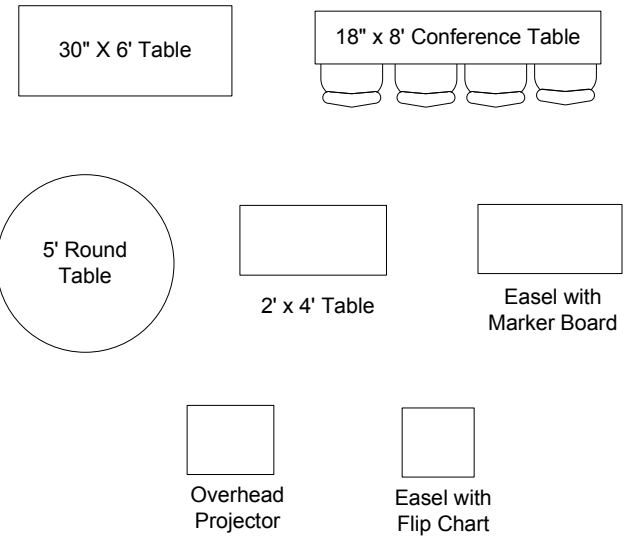 30" X 6' Table
18" x 8' Conference Table
5' Round
Table
2' x 4' Table
Easel with
Marker Board
Overhead
Projector
Easel with
Flip Chart